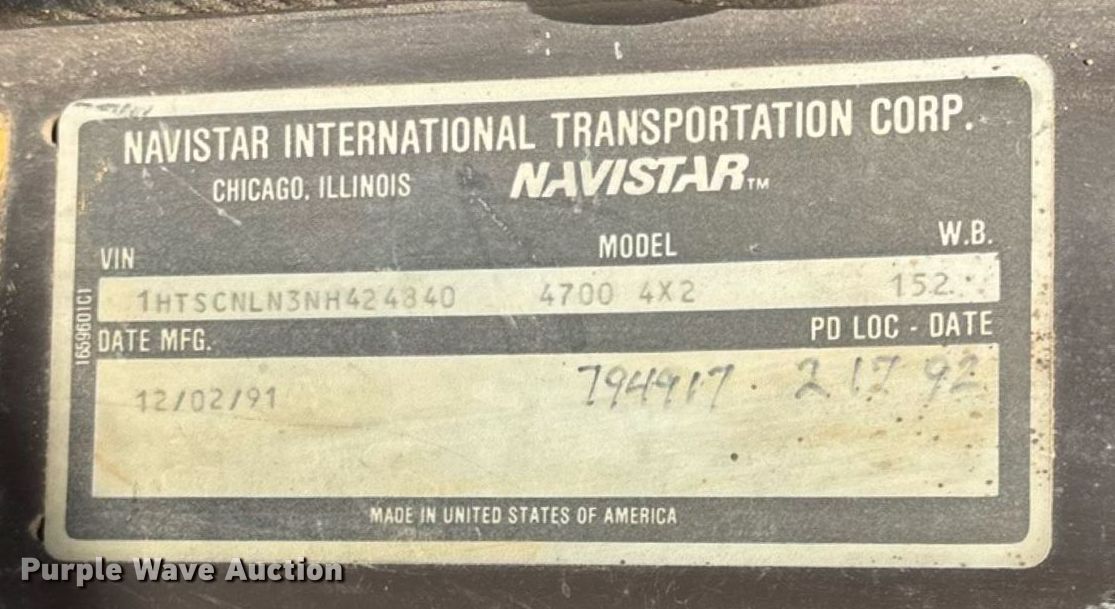 NAVISTAR INTERNATIONAL TRANSPORTATION CORP.
CHICAGO, ILLINOIS NAVISTAR™
VIN MODEL W.B.
1HTSCNLN3NH424840 4700 4X2 152
DATE MFG. PD LOC - DATE
12/02/91 794917 2 17 92
1659601C1
MADE IN UNITED STATES OF AMERICA
Purple Wave Auction